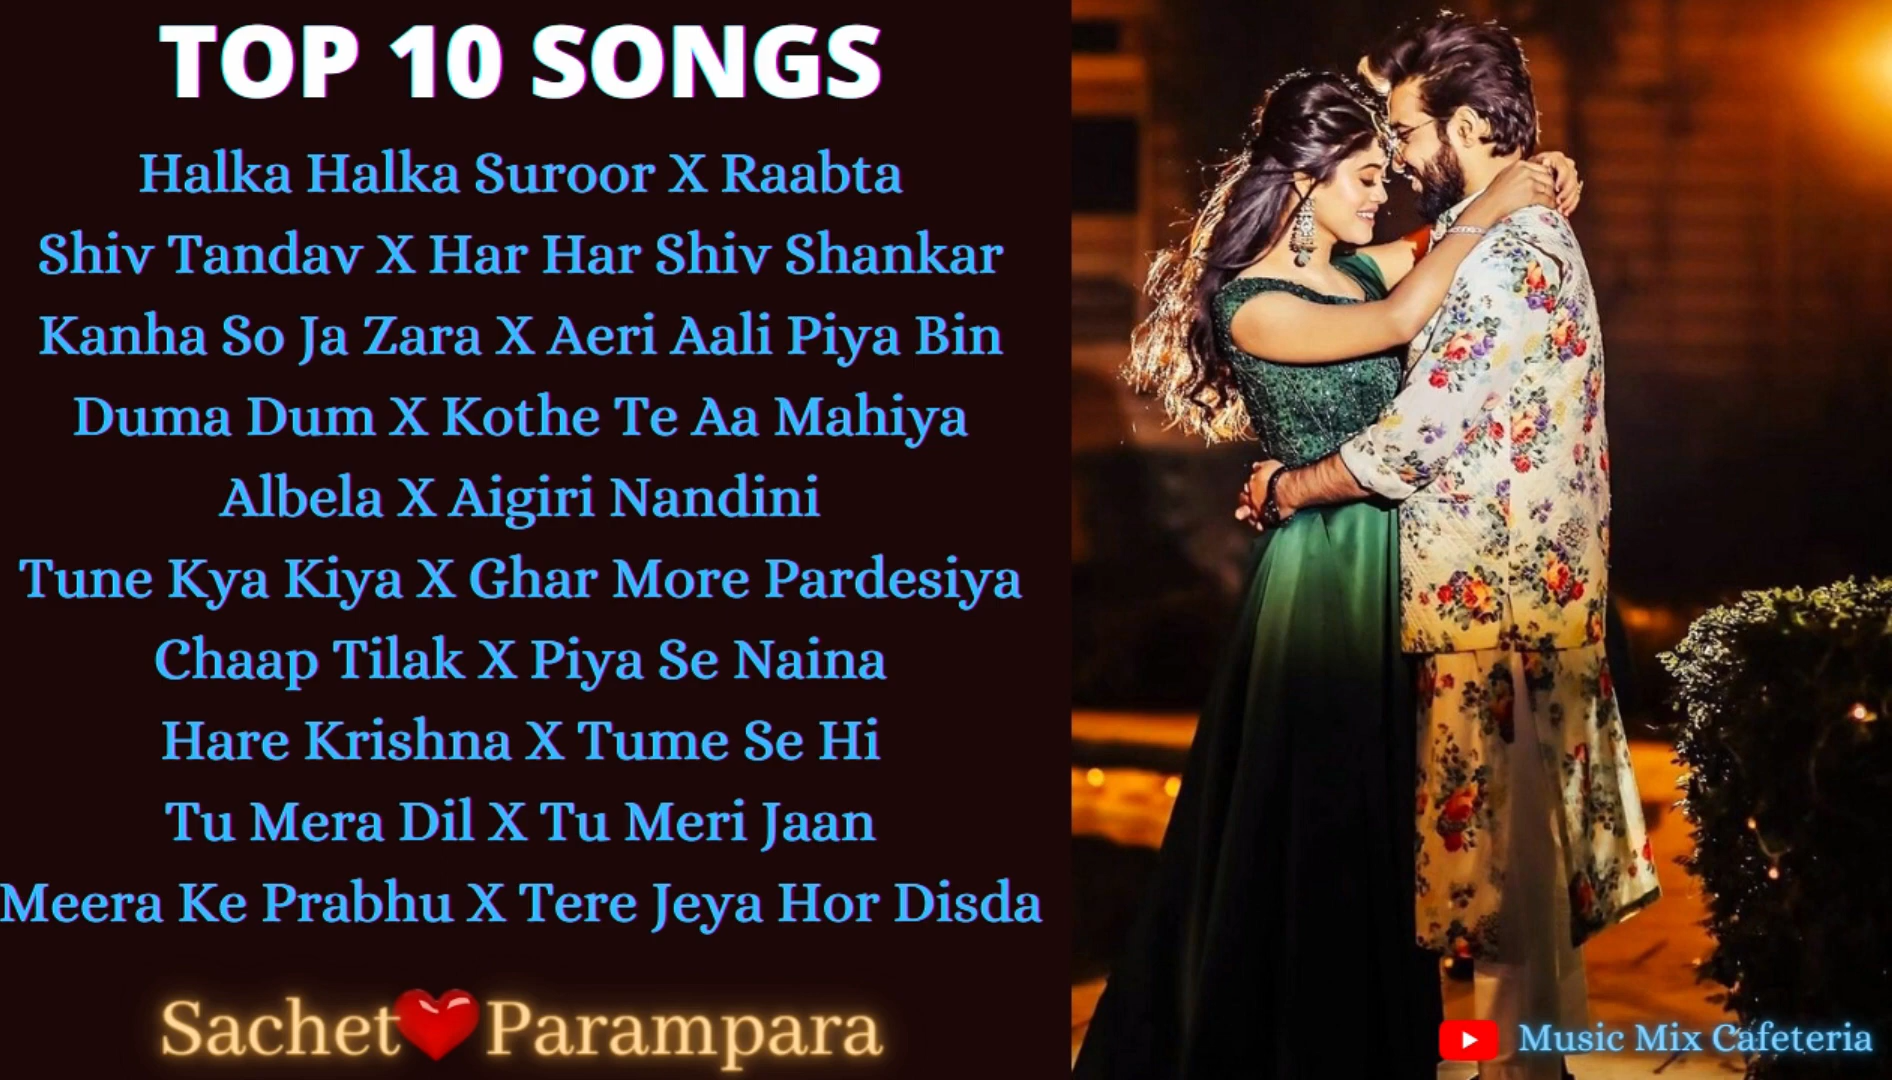 TOP 10 SONGS
Halka Halka Suroor X Raabta
Shiv Tandav X Har Har Shiv Shankar
Kanha So Ja Zara X Aeri Aali Piya Bin
Duma Dum X Kothe Te Aa Mahiya
Albela X Aigiri Nandini
Tune Kya Kiya X Ghar More Pardesiya
Chaap Tilak X Piya Se Naina
Hare Krishna X Tume Se Hi
Tu Mera Dil X Tu Meri Jaan
Meera Ke Prabhu X Tere Jeya Hor Disda
Sachet Parampara
Music Mix Cafeteria